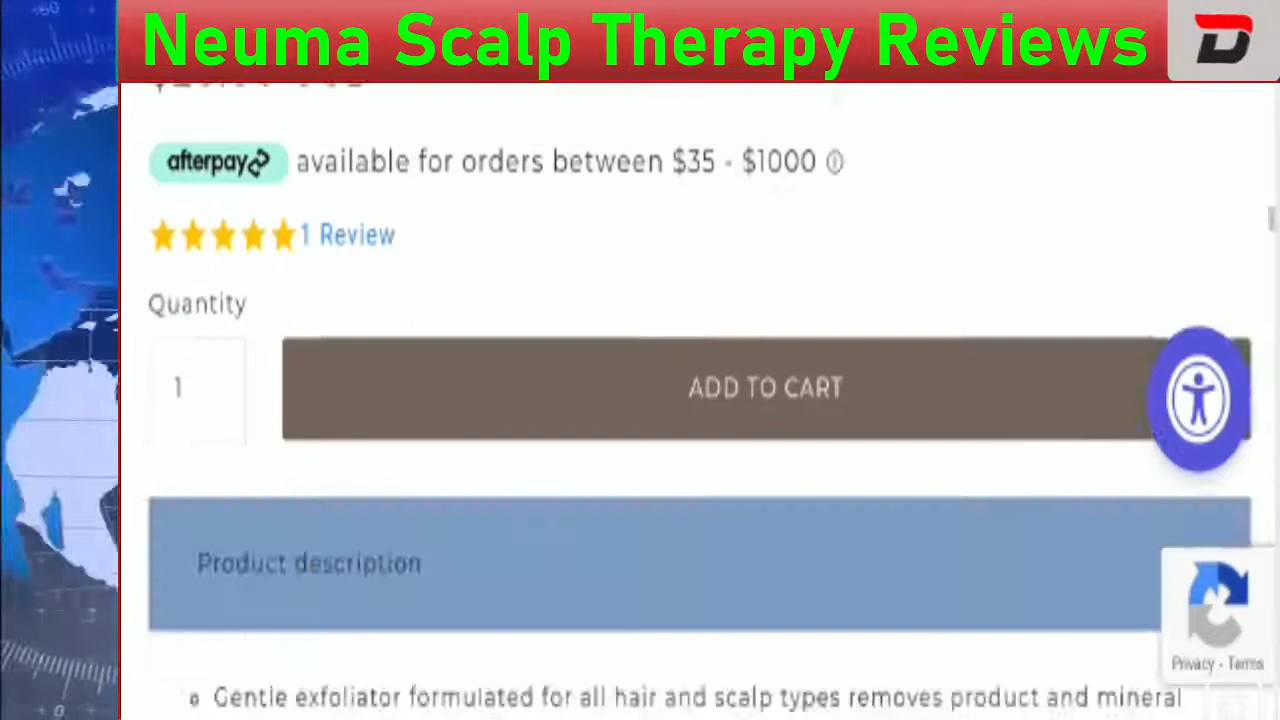 Neuma Scalp Therapy Reviews
D
afterpay available for orders between $35 - $1000
1 Review
Quantity
1
ADD TO CART
Product description
Privacy - Terms
Gentle exfoliator formulated for all hair and scalp types removes product and mineral